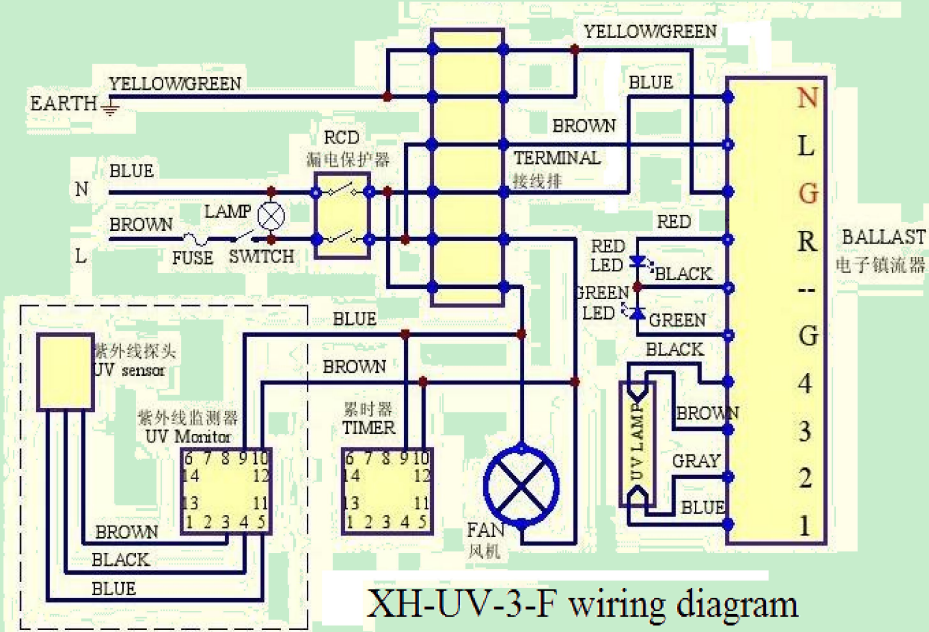 YELLOW/GREEN
YELLOW/GREEN
EARTH
BLUE
N
BROWN
L
RCD
漏电保护器
LAMP
FUSE
SWITCH
TERMINAL
接线排
BLUE
BROWN
N
L
G
R
--
G
4
3
2
1
BALLAST
电子镇流器
RED
RED
LED
BLACK
GREEN
LED
GREEN
BLACK
BROWN
UV LAMP
GRAY
BLUE
BLUE
BROWN
紫外线探头
UV sensor
紫外线监测器
UV Monitor
6 7 8 9 10
14 12
13 11
1 2 3 4 5
累时器
TIMER
6 7 8 9 10
14 12
13 11
1 2 3 4 5
FAN
风机
BROWN
BLACK
BLUE
XH-UV-3-F wiring diagram